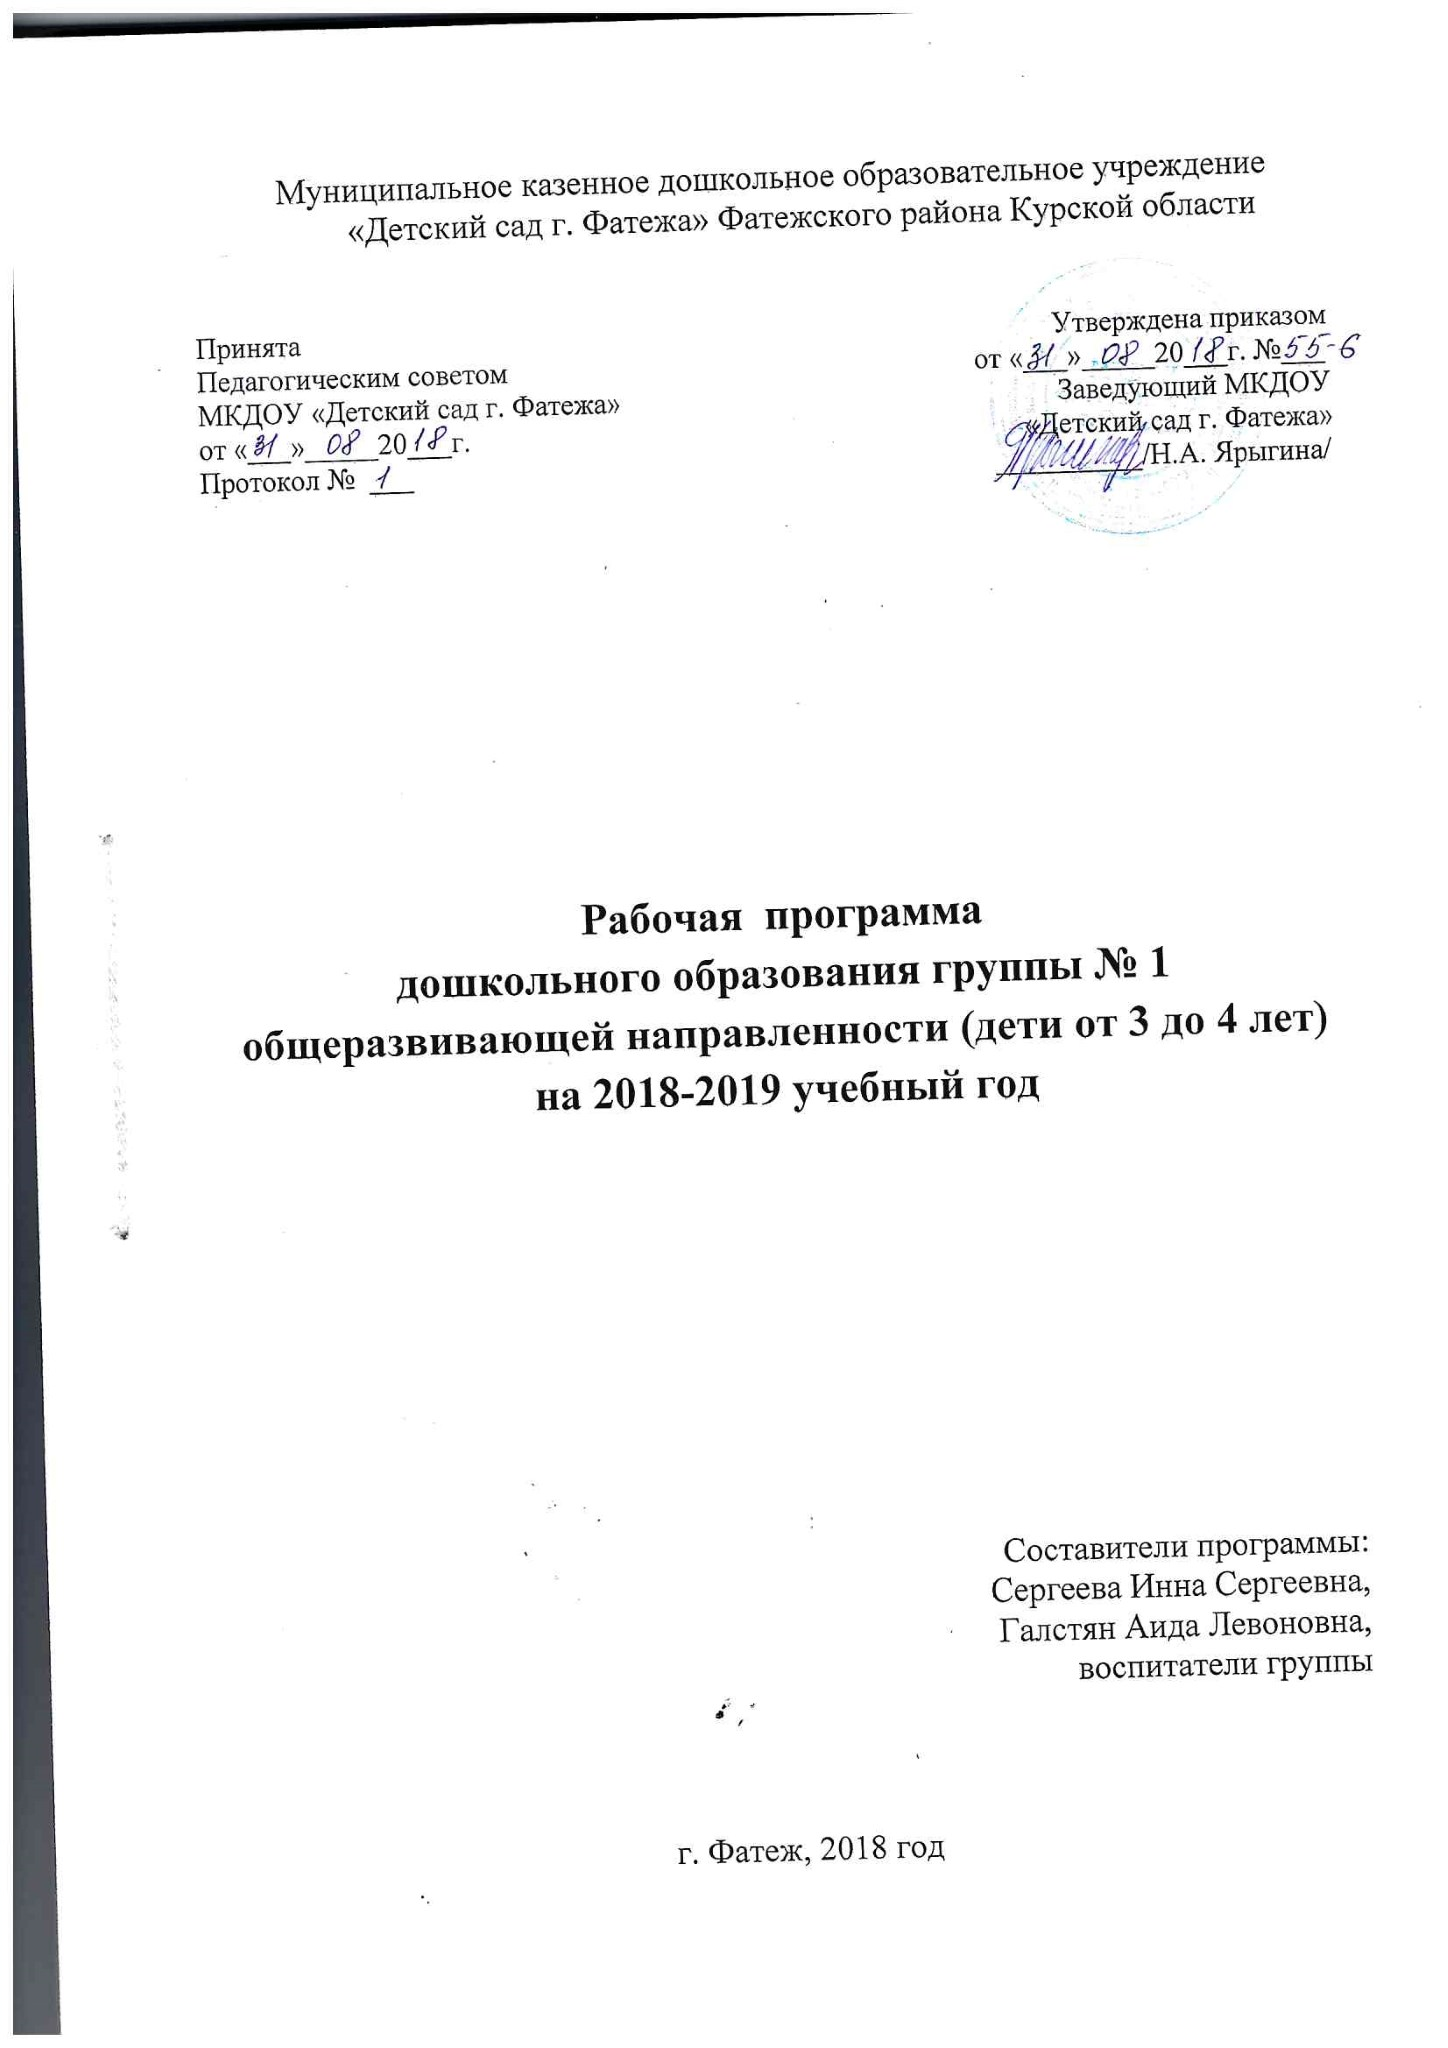 Муниципальное казенное дошкольное образовательное учреждение
«Детский сад г. Фатежа» Фатежского района Курской области
Принята
Педагогическим советом
МКДОУ «Детский сад г. Фатежа»
от «31» 08 2018г.
Протокол № 1
Утверждена приказом
от «31» 08 2018г. №55-б
Заведующий МКДОУ
«Детский сад г. Фатежа»
/Н.А. Ярыгина/
Рабочая программа
дошкольного образования группы № 1
общеразвивающей направленности (дети от 3 до 4 лет)
на 2018-2019 учебный год
Составители программы:
Сергеева Инна Сергеевна,
Галстян Аида Левоновна,
воспитатели группы
г. Фатеж, 2018 год